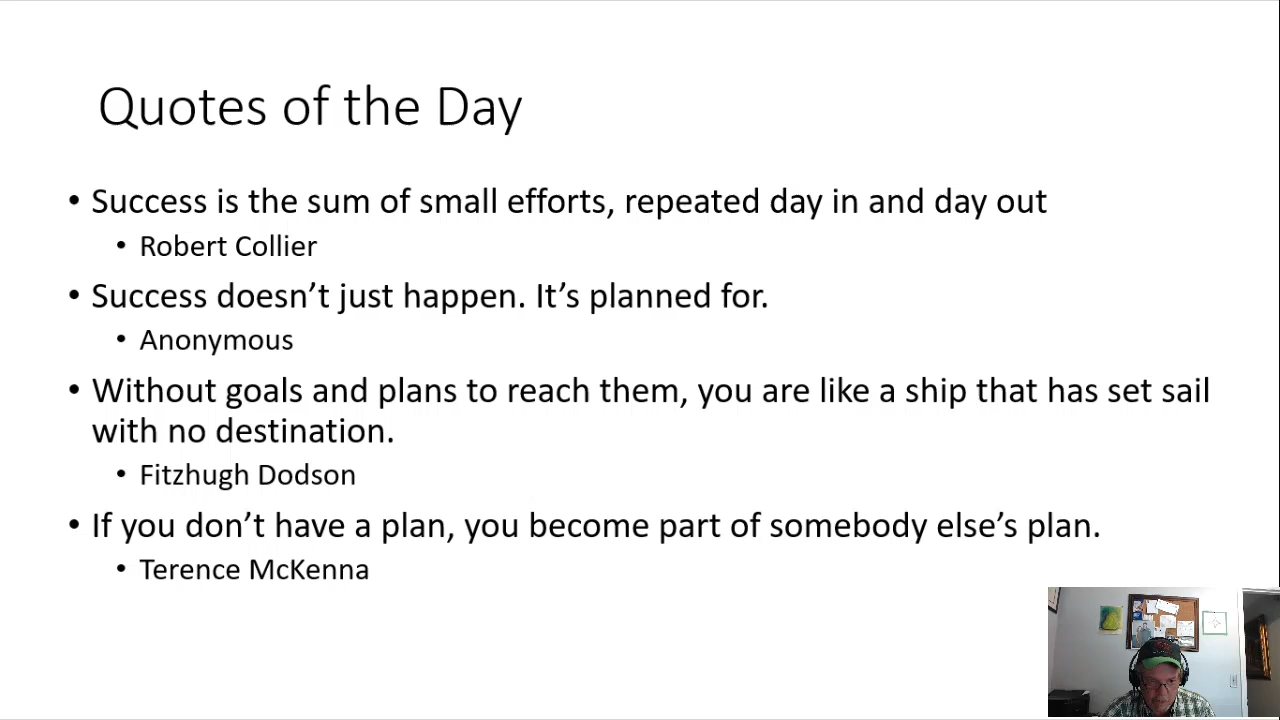 Quotes of the Day
• Success is the sum of small efforts, repeated day in and day out
• Robert Collier
• Success doesn’t just happen. It’s planned for.
• Anonymous
• Without goals and plans to reach them, you are like a ship that has set sail
with no destination.
• Fitzhugh Dodson
• If you don’t have a plan, you become part of somebody else’s plan.
• Terence McKenna